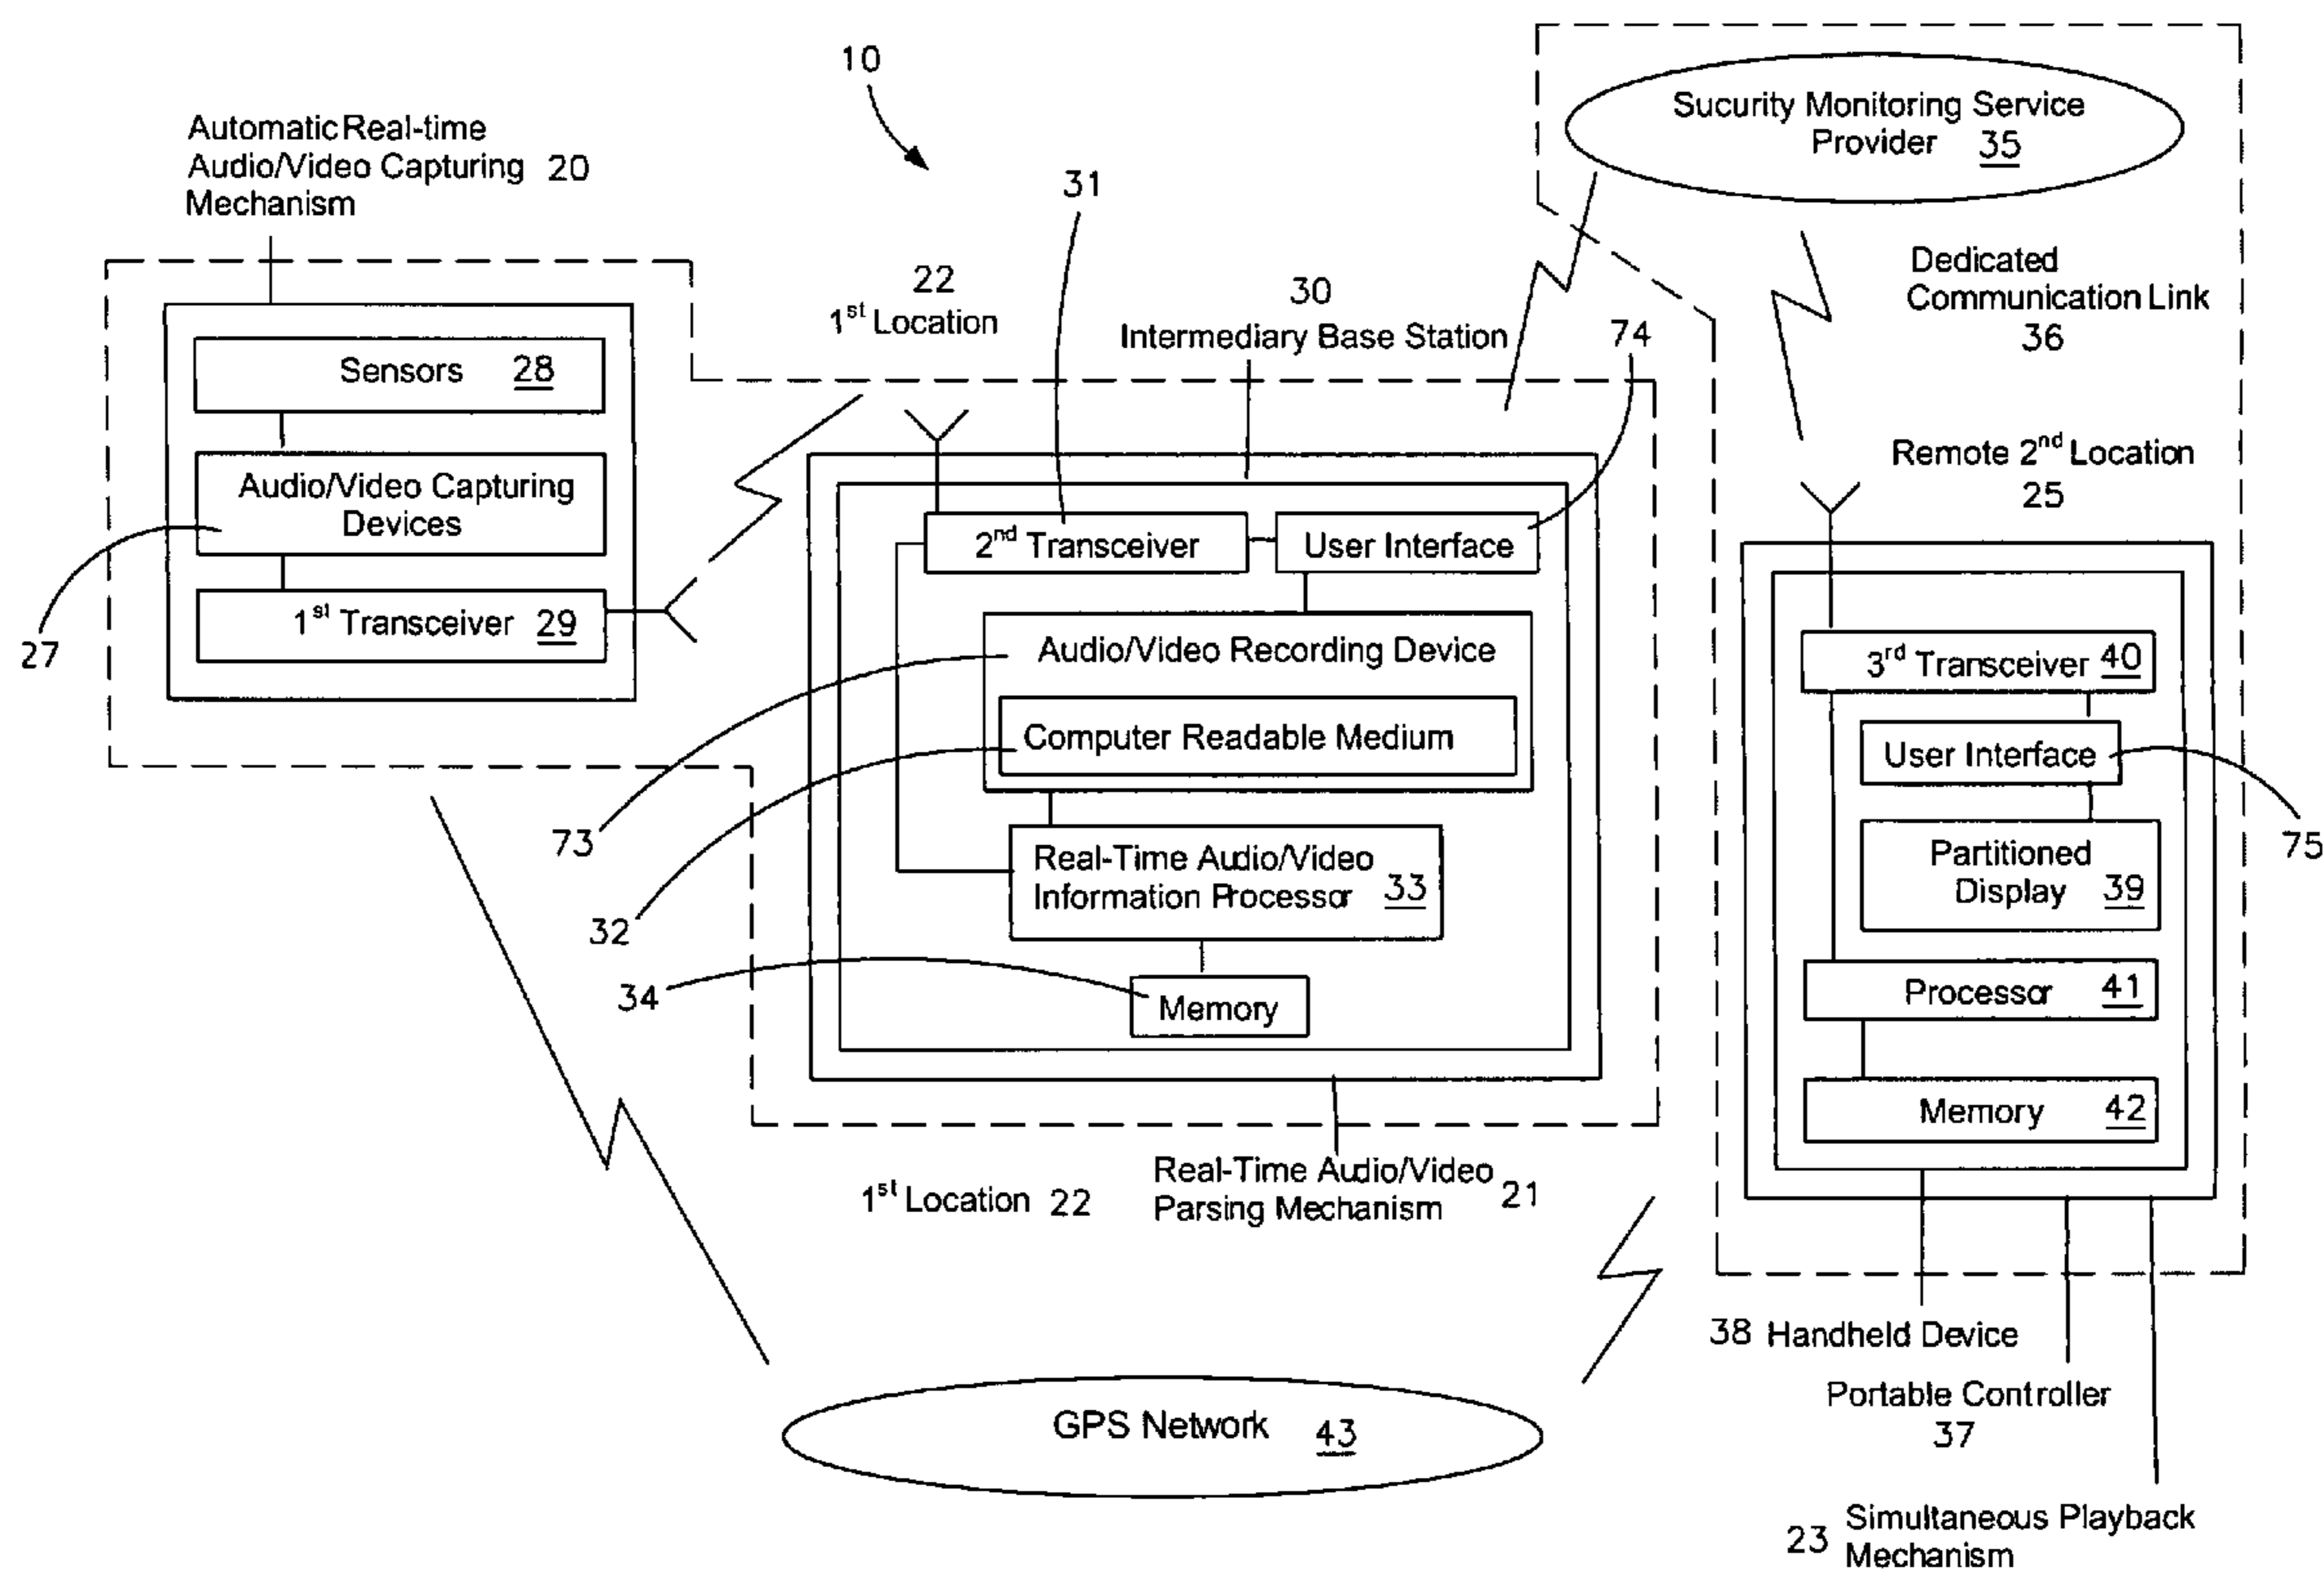 10
Sucurity Monitoring Service
Provider 35
Automatic Real-time
Audio/Video Capturing 20
Mechanism
31
22
1st Location
30
Intermediary Base Station
74
Dedicated
Communication Link
36
Remote 2nd Location
25
Sensors 28
Audio/Video Capturing
Devices
1st Transceiver 29
27
2nd Transceiver
User Interface
Audio/Video Recording Device
Computer Readable Medium
73
Real-Time Audio/Video
Information Processor 33
32
34
Memory
3rd Transceiver 40
User Interface
75
Partitioned
Display 39
Processor 41
Memory 42
1st Location 22
Real-Time Audio/Video
Parsing Mechanism 21
38 Handheld Device
Portable Controller
37
GPS Network 43
23 Simultaneous Playback
Mechanism